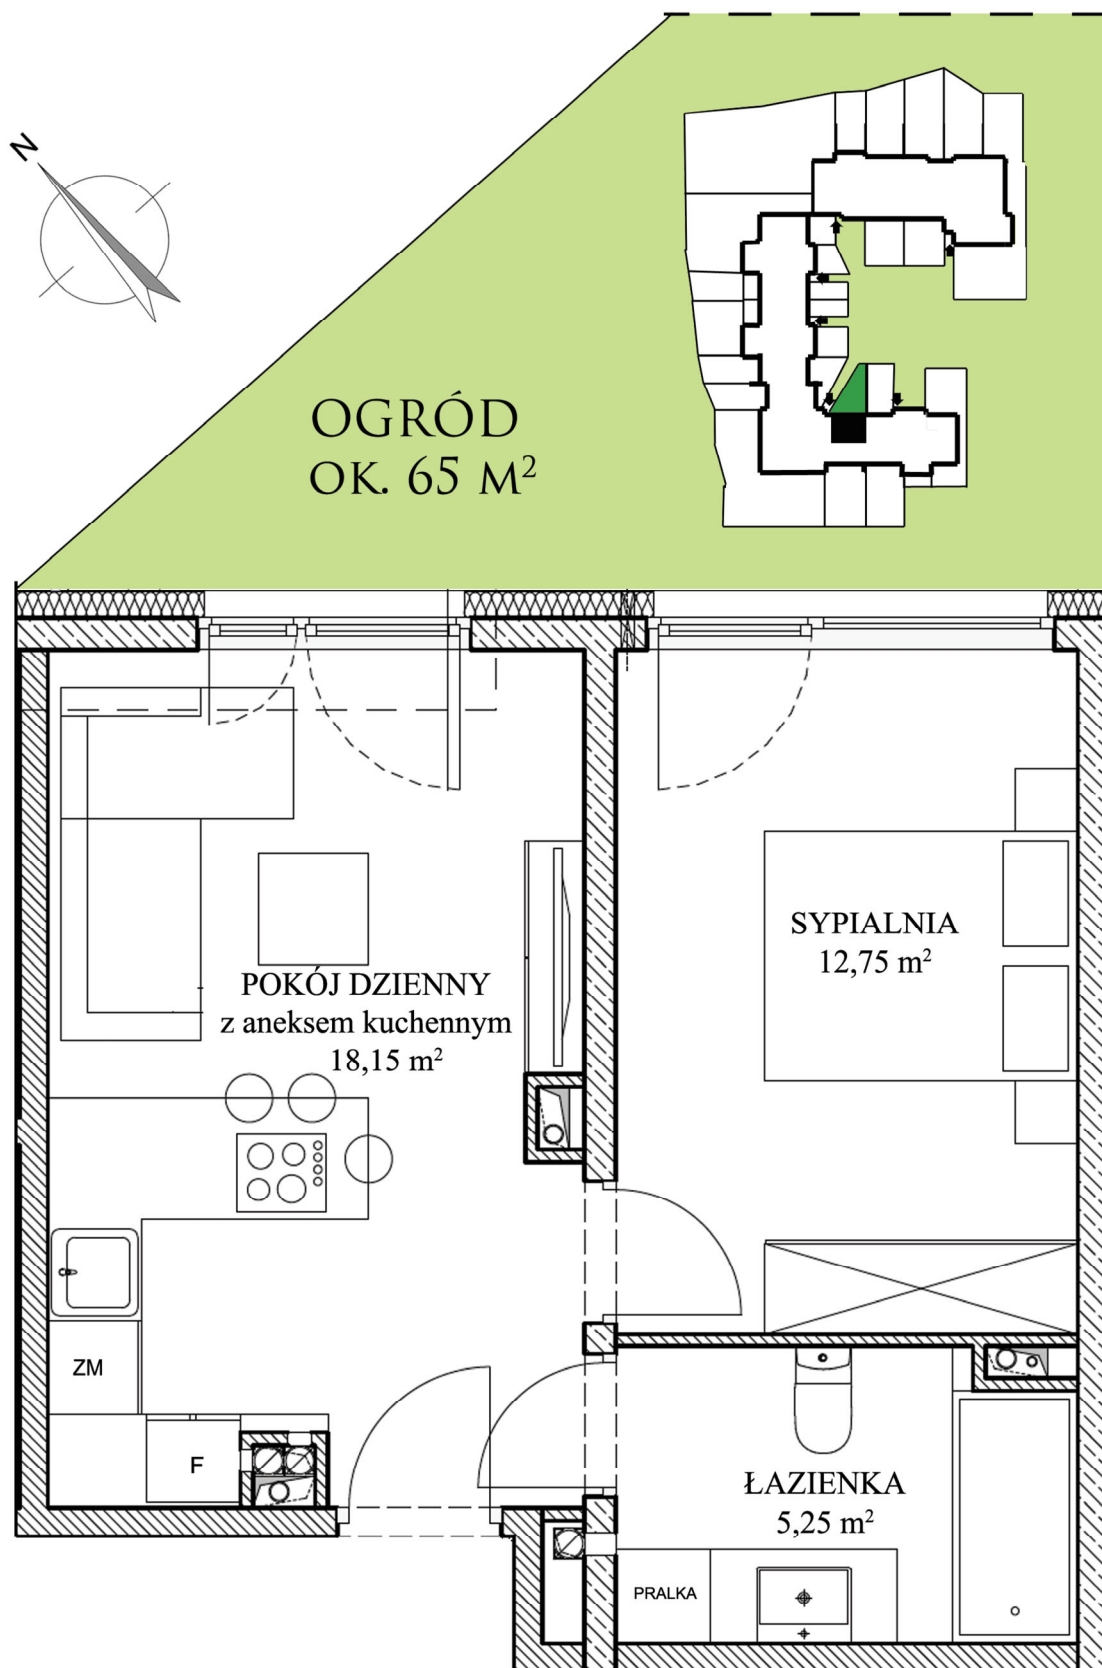 N
OGRÓD
OK. 65 M²
SYPIALNIA
12,75 m²
POKÓJ DZIENNY
z aneksem kuchennym
18,15 m²
ZM
F
ŁAZIENKA
5,25 m²
PRALKA